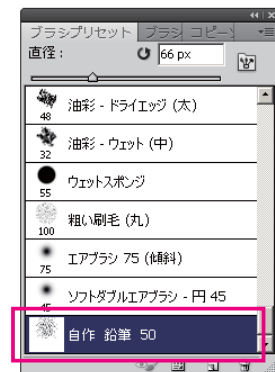 ブラシプリセット ブラシ コピーン
直径: 66 px
油彩 - ドライエッジ (太)
48
油彩 - ウェット (中)
32
ウェットスポンジ
55
粗い刷毛 (丸)
100
エアブラシ 75 (傾斜)
75
ソフトダブルエアブラシ - 円 45
45
自作 鉛筆 50